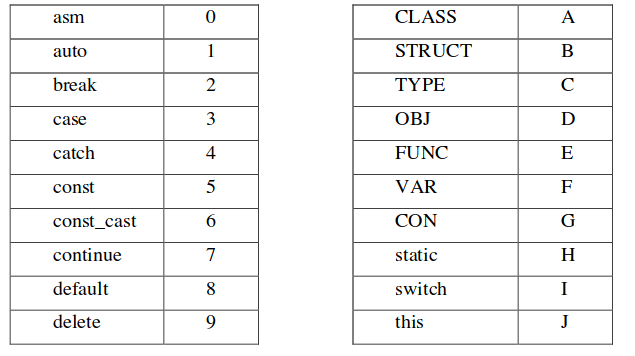 asm 0 CLASS A
auto 1 STRUCT B
break 2 TYPE C
case 3 OBJ D
catch 4 FUNC E
const 5 VAR F
const_cast 6 CON G
continue 7 static H
default 8 switch I
delete 9 this J